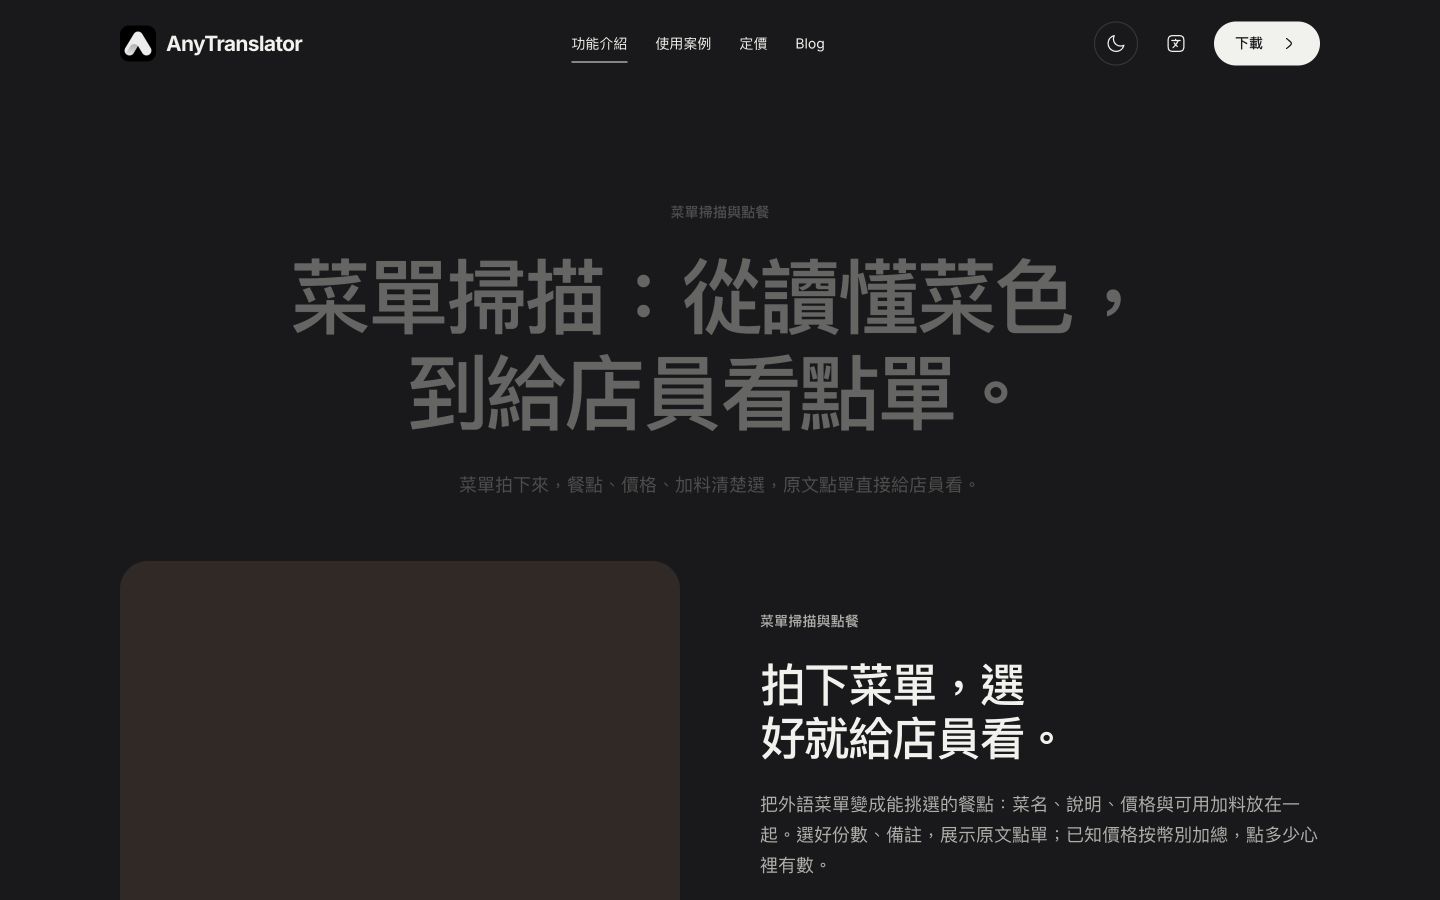 AnyTranslator
功能介紹
使用案例
定價
Blog
下載
菜單掃描與點餐
菜單掃描：從讀懂菜色，
到給店員看點單。
菜單拍下來，餐點、價格、加料清楚選，原文點單直接給店員看。
菜單掃描與點餐
拍下菜單，選
好就給店員看。
把外語菜單變成能挑選的餐點：菜名、說明、價格與可用加料放在一
起。選好份數、備註，展示原文點單；已知價格按幣別加總，點多少心
裡有數。